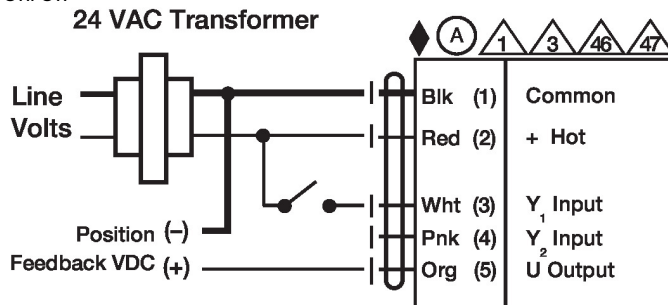 24 VAC Transformer
A 1 3 46 47
Line
Volts
Blk (1) Common
Red (2) + Hot
Wht (3) Y1 Input
Position (–)
Pnk (4) Y2 Input
Feedback VDC (+)
Org (5) U Output